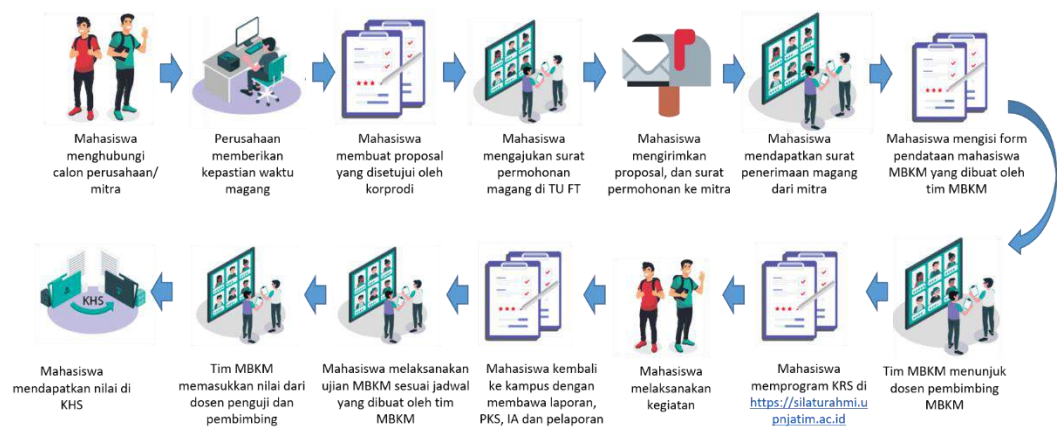 Mahasiswa
menghubungi
calon perusahaan/
mitra
Perusahaan
memberikan
kepastian waktu
magang
Mahasiswa
membuat proposal
yang disetujui oleh
korprodi
Mahasiswa
mengajukan surat
permohonan
magang di TU FT
Mahasiswa
mengirimkan
proposal, dan surat
permohonan ke mitra
Mahasiswa
mendapatkan surat
penerimaan magang
dari mitra
Mahasiswa mengisi form
pendataan mahasiswa
MBKM yang dibuat oleh
tim MBKM
Tim MBKM menunjuk
dosen pembimbing
MBKM
Mahasiswa
memprogram KRS di
https://silaturahmi.u
pnjatim.ac.id
Mahasiswa
melaksanakan
kegiatan
Mahasiswa kembali
ke kampus dengan
membawa laporan,
PKS, IA dan pelaporan
Mahasiswa melaksanakan
ujian MBKM sesuai jadwal
yang dibuat oleh tim
MBKM
Tim MBKM
memasukkan nilai dari
dosen penguji dan
pembimbing
KHS
Mahasiswa
mendapatkan nilai di
KHS